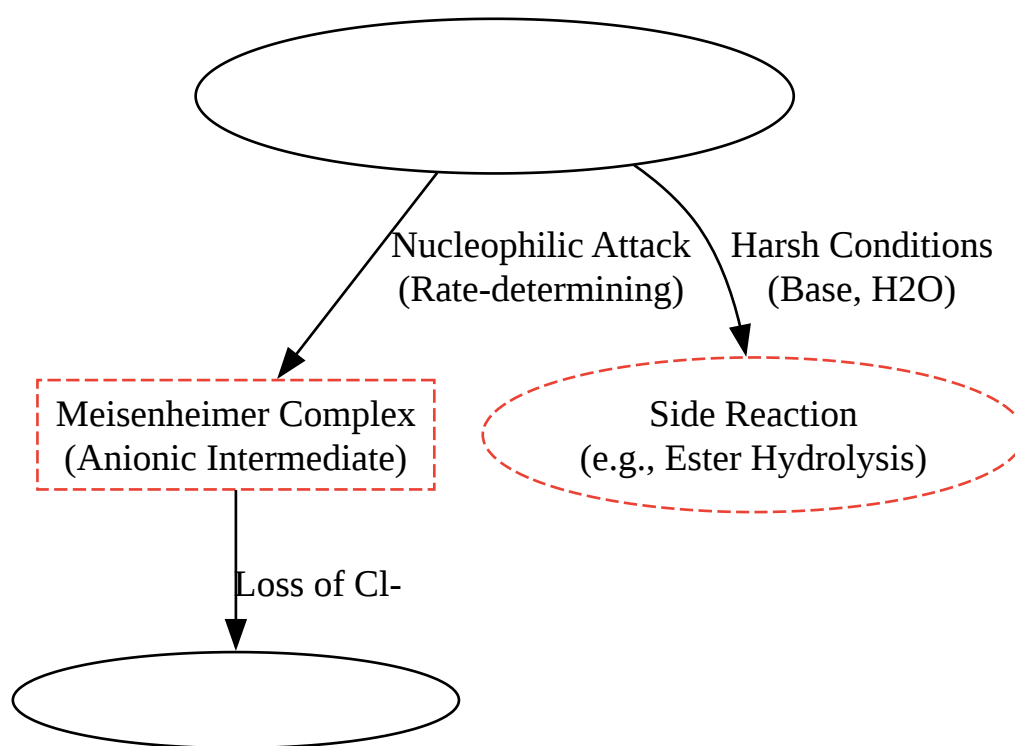 Nucleophilic Attack
(Rate-determining)
Harsh Conditions
(Base, H2O)
Meisenheimer Complex
(Anionic Intermediate)
Side Reaction
(e.g., Ester Hydrolysis)
Loss of Cl-